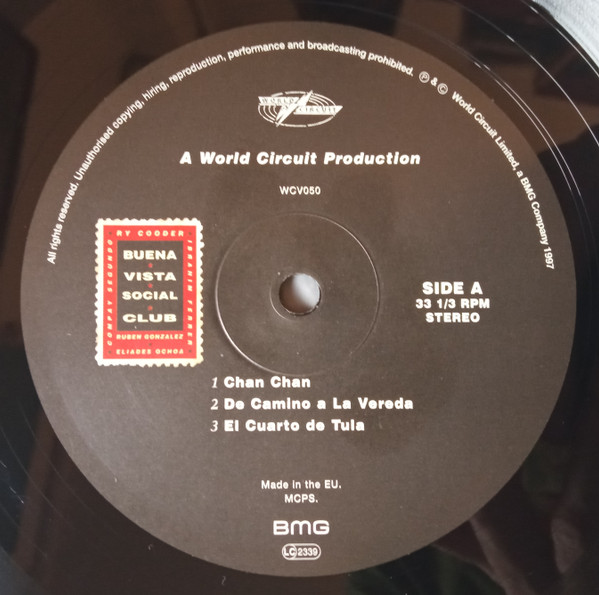 All rights reserved. Unauthorised copying, hiring, reproduction, performance and broadcasting prohibited. ℗ & © World Circuit Limited, a BMG Company 1997
WORLD
CIRCUIT
A World Circuit Production
WCV050
RY COODER
COMPAY SEGUNDO
IBRAHIM FERRER
BUENA
VISTA
SOCIAL
CLUB
RUBEN GONZALEZ
ELIADES OCHOA
SIDE A
33 1/3 RPM
STEREO
1 Chan Chan
2 De Camino a La Vereda
3 El Cuarto de Tula
Made in the EU.
MCPS.
BMG
LC 2339